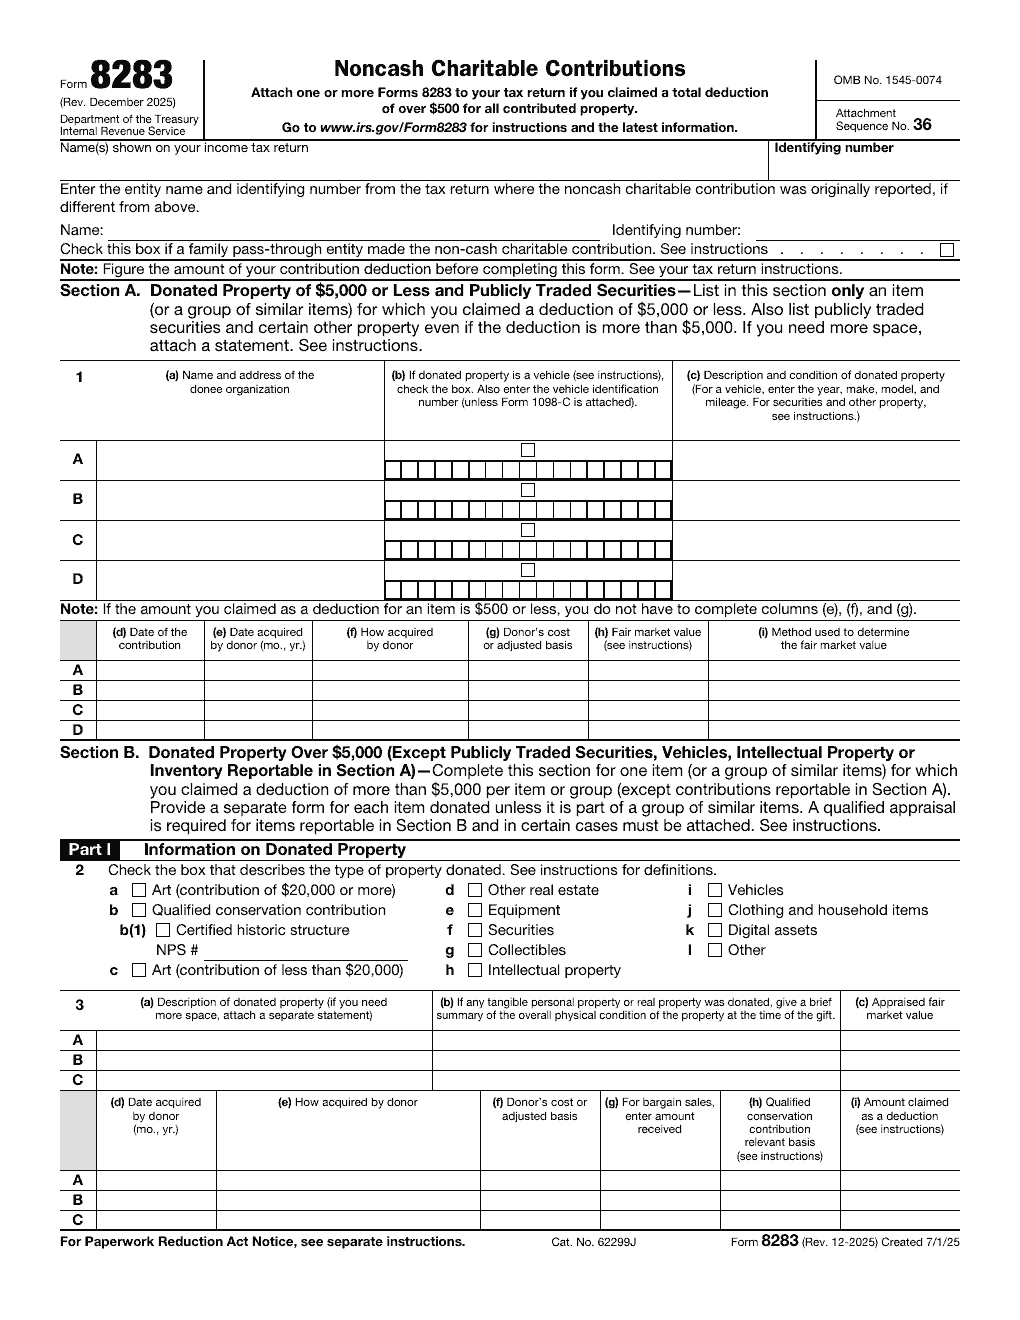 Form 8283
(Rev. December 2025)
Department of the Treasury
Internal Revenue Service
Noncash Charitable Contributions
Attach one or more Forms 8283 to your tax return if you claimed a total deduction
of over $500 for all contributed property.
Go to www.irs.gov/Form8283 for instructions and the latest information.
OMB No. 1545-0074
Attachment
Sequence No. 36
Name(s) shown on your income tax return
Identifying number
Enter the entity name and identifying number from the tax return where the noncash charitable contribution was originally reported, if
different from above.
Name: Identifying number:
Check this box if a family pass-through entity made the non-cash charitable contribution. See instructions . . . . . . . .
Note: Figure the amount of your contribution deduction before completing this form. See your tax return instructions.
Section A. Donated Property of $5,000 or Less and Publicly Traded Securities—List in this section only an item
(or a group of similar items) for which you claimed a deduction of $5,000 or less. Also list publicly traded
securities and certain other property even if the deduction is more than $5,000. If you need more space,
attach a statement. See instructions.
1
(a) Name and address of the
donee organization
(b) If donated property is a vehicle (see instructions),
check the box. Also enter the vehicle identification
number (unless Form 1098-C is attached).
(c) Description and condition of donated property
(For a vehicle, enter the year, make, model, and
mileage. For securities and other property,
see instructions.)
A
B
C
D
Note: If the amount you claimed as a deduction for an item is $500 or less, you do not have to complete columns (e), (f), and (g).
(d) Date of the
contribution
(e) Date acquired
by donor (mo., yr.)
(f) How acquired
by donor
(g) Donor's cost
or adjusted basis
(h) Fair market value
(see instructions)
(i) Method used to determine
the fair market value
A
B
C
D
Section B. Donated Property Over $5,000 (Except Publicly Traded Securities, Vehicles, Intellectual Property or
Inventory Reportable in Section A)—Complete this section for one item (or a group of similar items) for which
you claimed a deduction of more than $5,000 per item or group (except contributions reportable in Section A).
Provide a separate form for each item donated unless it is part of a group of similar items. A qualified appraisal
is required for items reportable in Section B and in certain cases must be attached. See instructions.
Part I Information on Donated Property
2 Check the box that describes the type of property donated. See instructions for definitions.
a Art (contribution of $20,000 or more)
b Qualified conservation contribution
b(1) Certified historic structure
NPS #
c Art (contribution of less than $20,000)
d Other real estate
e Equipment
f Securities
g Collectibles
h Intellectual property
i Vehicles
j Clothing and household items
k Digital assets
l Other
3
(a) Description of donated property (if you need
more space, attach a separate statement)
(b) If any tangible personal property or real property was donated, give a brief
summary of the overall physical condition of the property at the time of the gift.
(c) Appraised fair
market value
A
B
C
(d) Date acquired
by donor
(mo., yr.)
(e) How acquired by donor
(f) Donor's cost or
adjusted basis
(g) For bargain sales,
enter amount
received
(h) Qualified
conservation
contribution
relevant basis
(see instructions)
(i) Amount claimed
as a deduction
(see instructions)
A
B
C
For Paperwork Reduction Act Notice, see separate instructions. Cat. No. 62299J Form 8283 (Rev. 12-2025) Created 7/1/25